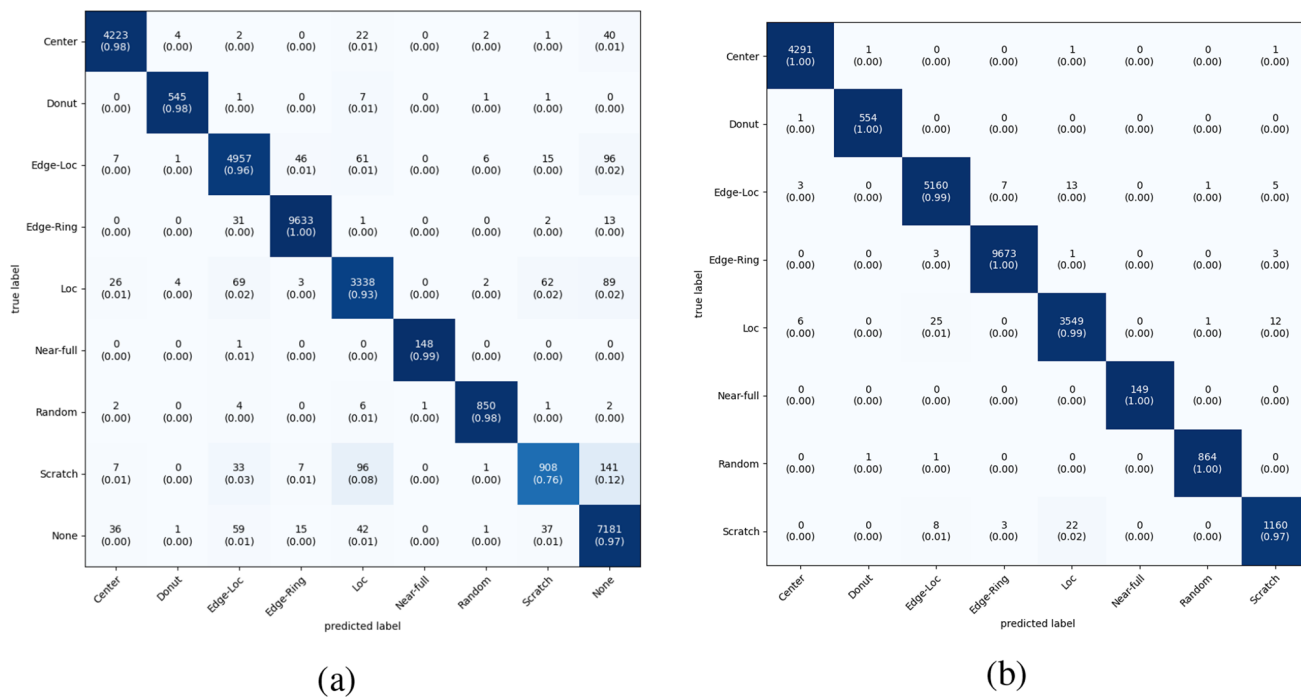 Center 4223 4 2 0 22 0 2 1 40
(0.98) (0.00) (0.00) (0.00) (0.01) (0.00) (0.00) (0.00) (0.01)
Donut 0 545 1 0 7 0 1 1 0
(0.00) (0.98) (0.00) (0.00) (0.01) (0.00) (0.00) (0.00) (0.00)
Edge-Loc 7 1 4957 46 61 0 6 15 96
(0.00) (0.00) (0.96) (0.01) (0.01) (0.00) (0.00) (0.00) (0.02)
Edge-Ring 0 0 31 9633 1 0 0 2 13
(0.00) (0.00) (0.00) (1.00) (0.00) (0.00) (0.00) (0.00) (0.00)
Loc 26 4 69 3 3338 0 2 62 89
(0.01) (0.00) (0.02) (0.00) (0.93) (0.00) (0.00) (0.02) (0.02)
Near-full 0 0 1 0 0 148 0 0 0
(0.00) (0.00) (0.01) (0.00) (0.00) (0.99) (0.00) (0.00) (0.00)
Random 2 0 4 0 6 1 850 1 2
(0.00) (0.00) (0.00) (0.00) (0.01) (0.00) (0.98) (0.00) (0.00)
Scratch 7 0 33 7 96 0 1 908 141
(0.01) (0.00) (0.03) (0.01) (0.08) (0.00) (0.00) (0.76) (0.12)
None 36 1 59 15 42 0 1 37 7181
(0.00) (0.00) (0.01) (0.00) (0.01) (0.00) (0.00) (0.01) (0.97)
true label
Center Donut Edge-Loc Edge-Ring Loc Near-full Random Scratch None
predicted label
(a)
Center 4291 1 0 0 1 0 0 1
(1.00) (0.00) (0.00) (0.00) (0.00) (0.00) (0.00) (0.00)
Donut 1 554 0 0 0 0 0 0
(0.00) (1.00) (0.00) (0.00) (0.00) (0.00) (0.00) (0.00)
Edge-Loc 3 0 5160 7 13 0 1 5
(0.00) (0.00) (0.99) (0.00) (0.00) (0.00) (0.00) (0.00)
Edge-Ring 0 0 3 9673 1 0 0 3
(0.00) (0.00) (0.00) (1.00) (0.00) (0.00) (0.00) (0.00)
Loc 6 0 25 0 3549 0 1 12
(0.00) (0.00) (0.01) (0.00) (0.99) (0.00) (0.00) (0.00)
Near-full 0 0 0 0 0 149 0 0
(0.00) (0.00) (0.00) (0.00) (0.00) (1.00) (0.00) (0.00)
Random 0 1 1 0 0 0 864 0
(0.00) (0.00) (0.00) (0.00) (0.00) (0.00) (1.00) (0.00)
Scratch 0 0 8 3 22 0 0 1160
(0.00) (0.00) (0.01) (0.00) (0.02) (0.00) (0.00) (0.97)
true label
Center Donut Edge-Loc Edge-Ring Loc Near-full Random Scratch
predicted label
(b)